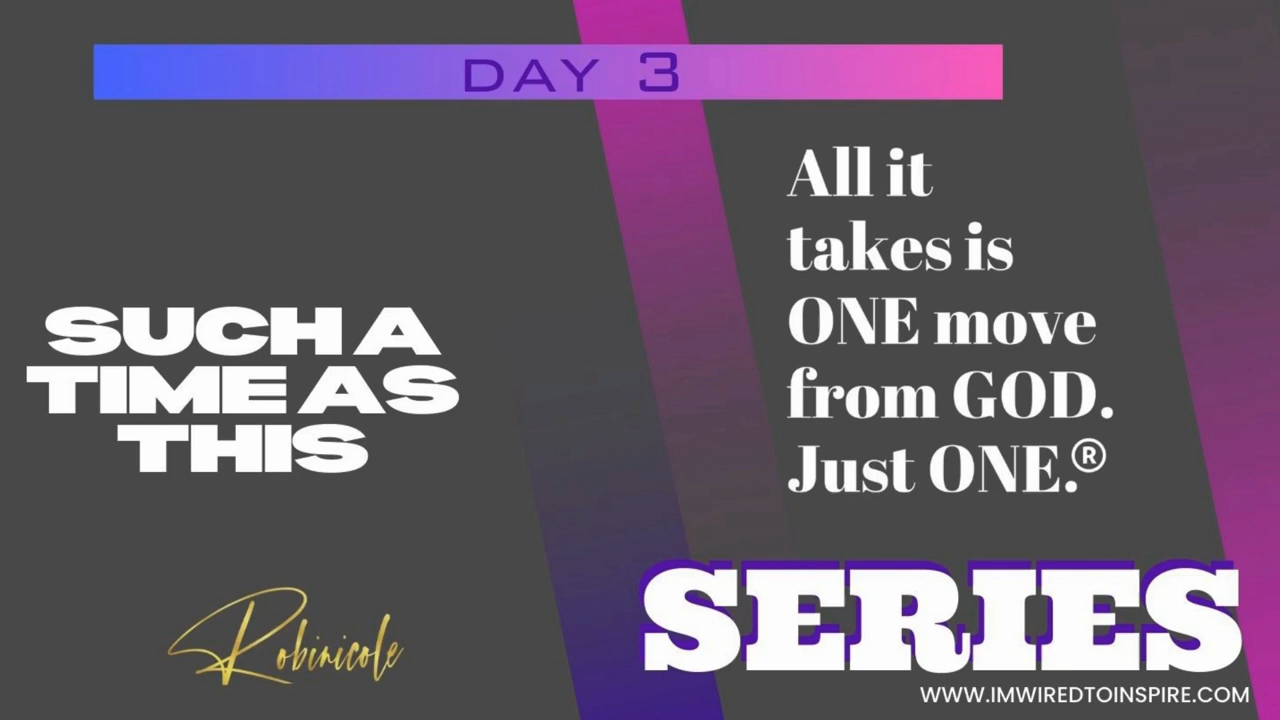 DAY 3
SUCH A
TIME AS
THIS
Robinicole
All it
takes is
ONE move
from GOD.
Just ONE.®
SERIES
WWW.IMWIREDTOINSPIRE.COM